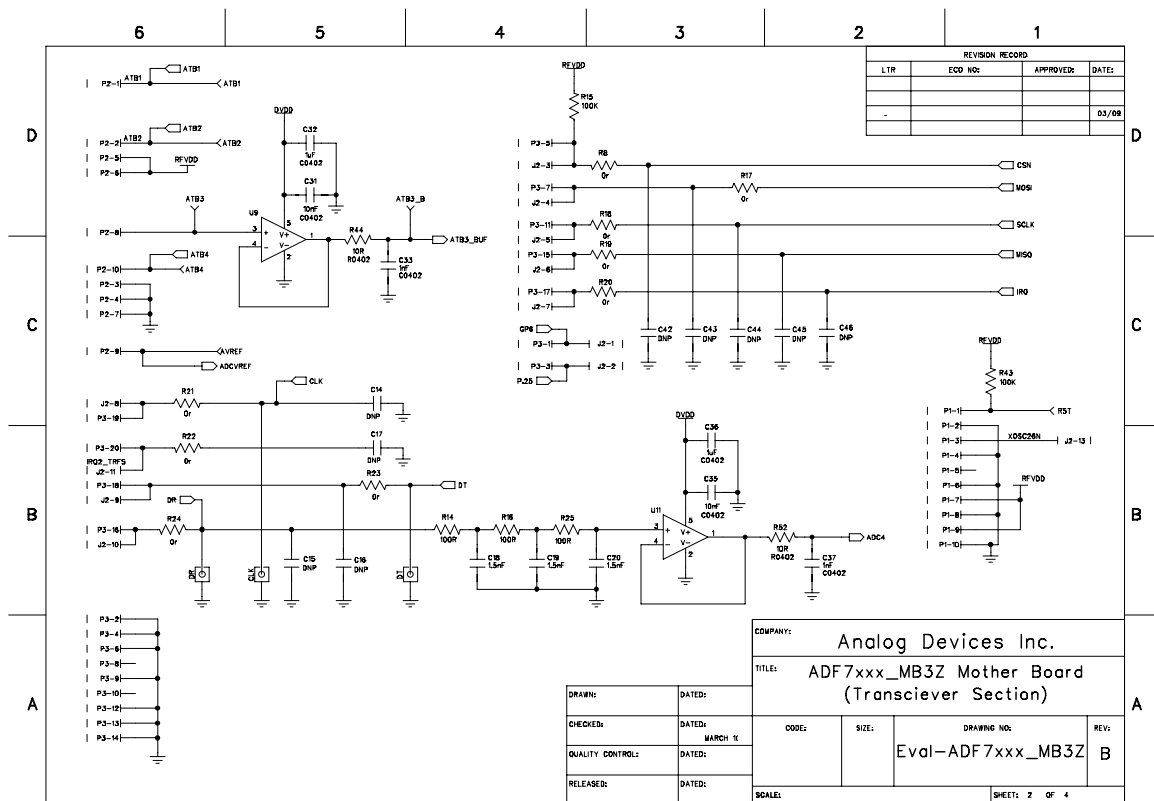 6 5 4 3 2 1
REVISION RECORD
LTR ECO NO: APPROVED: DATE:
- 03/09
D D
C C
B B
A A
P2-1 ATB1 ATB1
ATB1
P2-2 ATB2 ATB2
ATB2
P2-5
P2-6 RFVDD
ATB3
P2-8
DVDD
C32
1uF
C0402
C31
10nF
C0402
U9
3 + V+ 5
4 - V- 2
1
R44
10R
R0402
ATB3_B
ATB3_BUF
C33
1nF
C0402
P2-10 ATB4
ATB4
P2-3
P2-4
P2-7
P2-9 AVREF
ADCVREF
RFVDD
R15
100K
P3-5
J2-3 R8
0r
CSN
P3-7
J2-4 R17
0r
MOSI
P3-11
J2-5 R18
0r
SCLK
P3-15
J2-6 R19
0r
MISO
P3-17
J2-7 R20
0r
IRQ
C42
DNP
C43
DNP
C44
DNP
C45
DNP
C46
DNP
GP6
P3-1 J2-1
P3-3 J2-2
PJ25
J2-8 R21
0r
P3-19
CLK
C14
DNP
P3-20 R22
0r
IRQ2_TRFS
J2-11
C17
DNP
P3-18 R23
0r
J2-9
DT
DR
P3-16 R24
0r
J2-10
R14
100R
R16
100R
R25
100R
C15
DNP
C16
DNP
C18
1.5nF
C19
1.5nF
C20
1.5nF
DR
CLK
DT
DVDD
C36
1uF
C0402
C35
10nF
C0402
U11
3 + V+ 5
4 - V- 2
1
R52
10R
R0402
ADC4
C37
1nF
C0402
RFVDD
R43
100K
P1-1 RST
P1-2
P1-3 XOSC26N J2-13
P1-4
P1-5
P1-6 RFVDD
P1-7
P1-8
P1-9
P1-10
P3-2
P3-4
P3-6
P3-8
P3-9
P3-10
P3-12
P3-13
P3-14
COMPANY: Analog Devices Inc.
TITLE: ADF7xxx_MB3Z Mother Board
(Transciever Section)
DRAWN: DATED:
CHECKED: DATED:
MARCH
QUALITY CONTROL: DATED:
RELEASED: DATED:
CODE: SIZE: DRAWING NO: REV:
Eval-ADF7xxx_MB3Z B
SCALE: SHEET: 2 OF 4